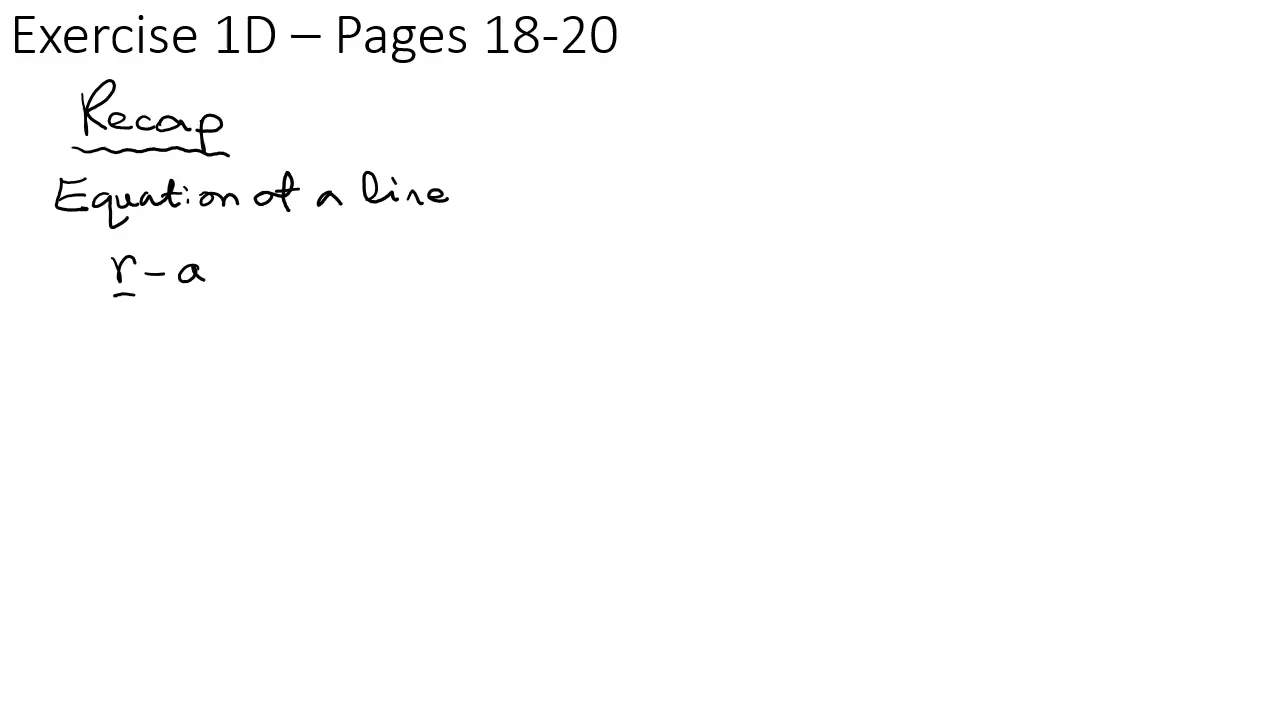 Exercise 1D – Pages 18-20
Recap
Equation of a line
r - a